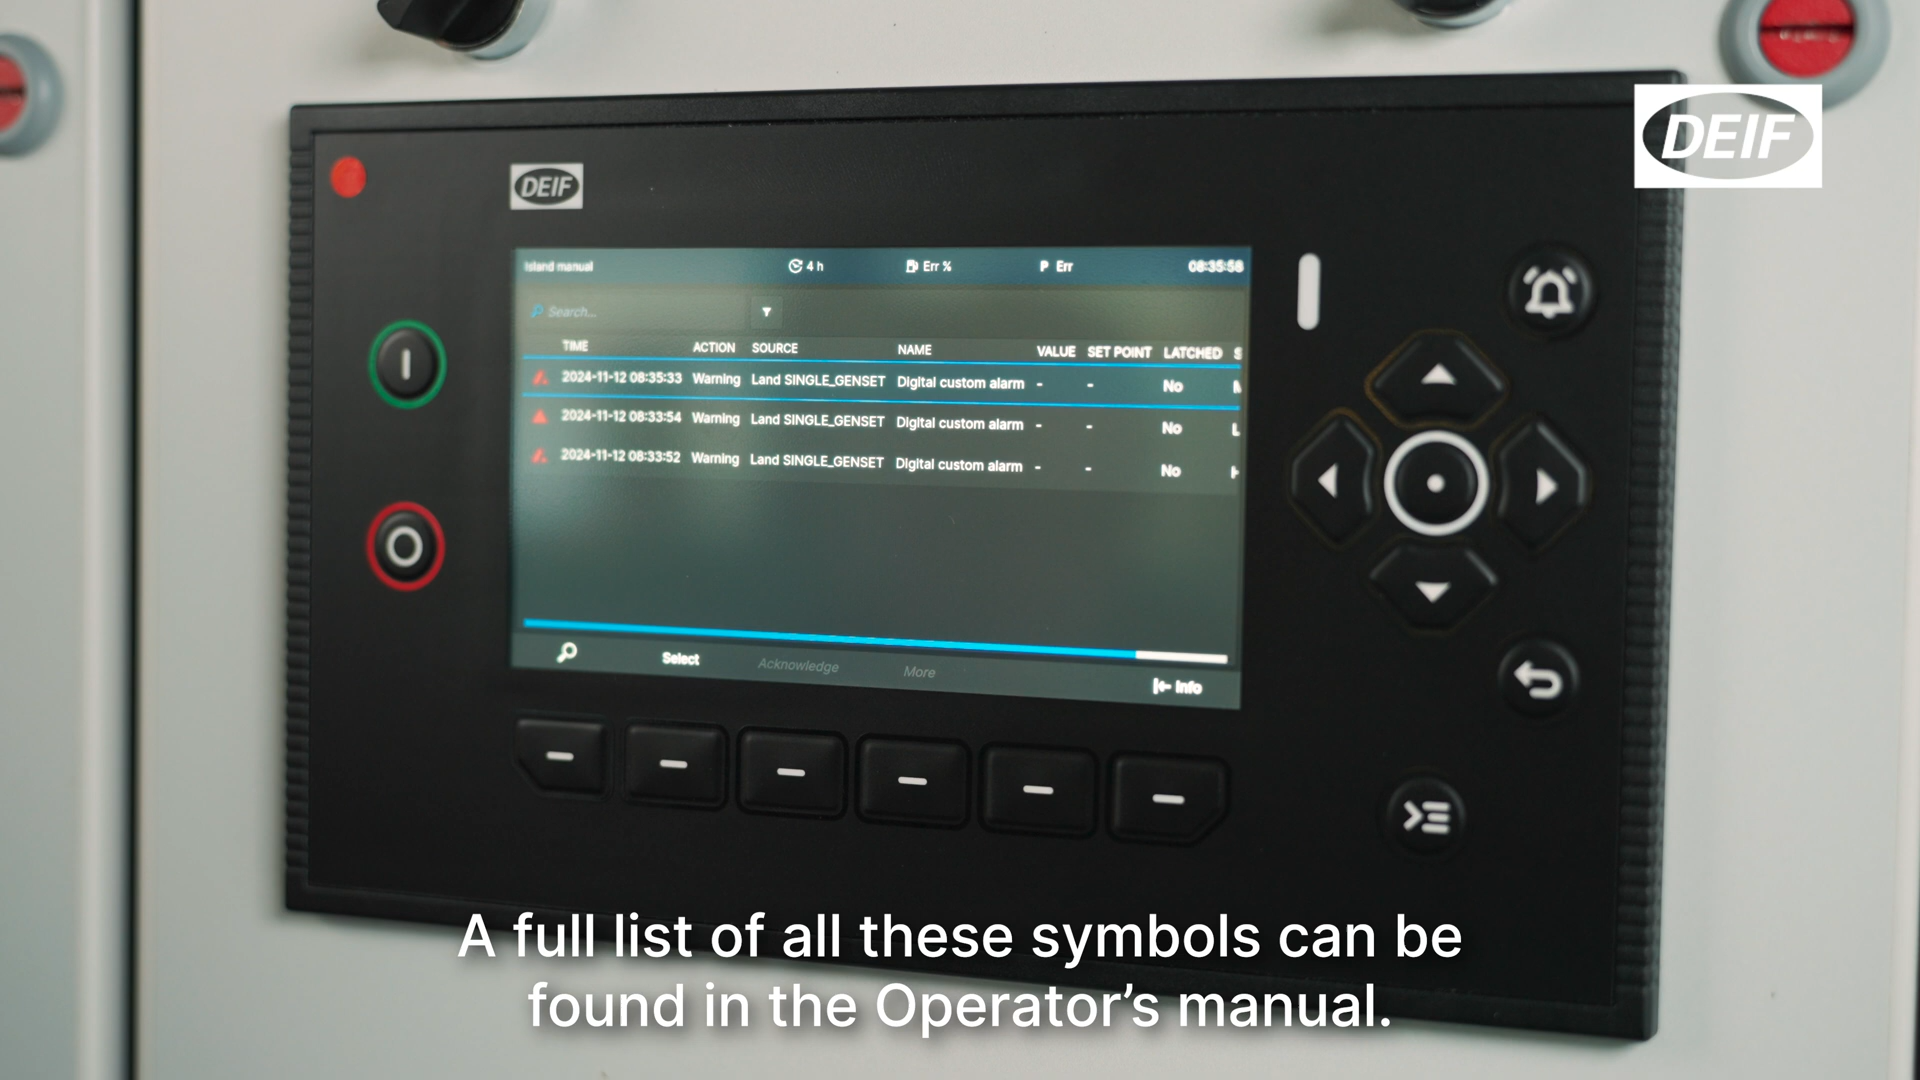 DEIF
DEIF
Island manual 4 h Err % P Err 08:35:58
Search...
TIME ACTION SOURCE NAME VALUE SET POINT LATCHED S
2024-11-12 08:35:33 Warning Land SINGLE_GENSET Digital custom alarm - - No
2024-11-12 08:33:54 Warning Land SINGLE_GENSET Digital custom alarm - - No L
2024-11-12 08:33:52 Warning Land SINGLE_GENSET Digital custom alarm - - No
Select Acknowledge More Info
A full list of all these symbols can be
found in the Operator’s manual.